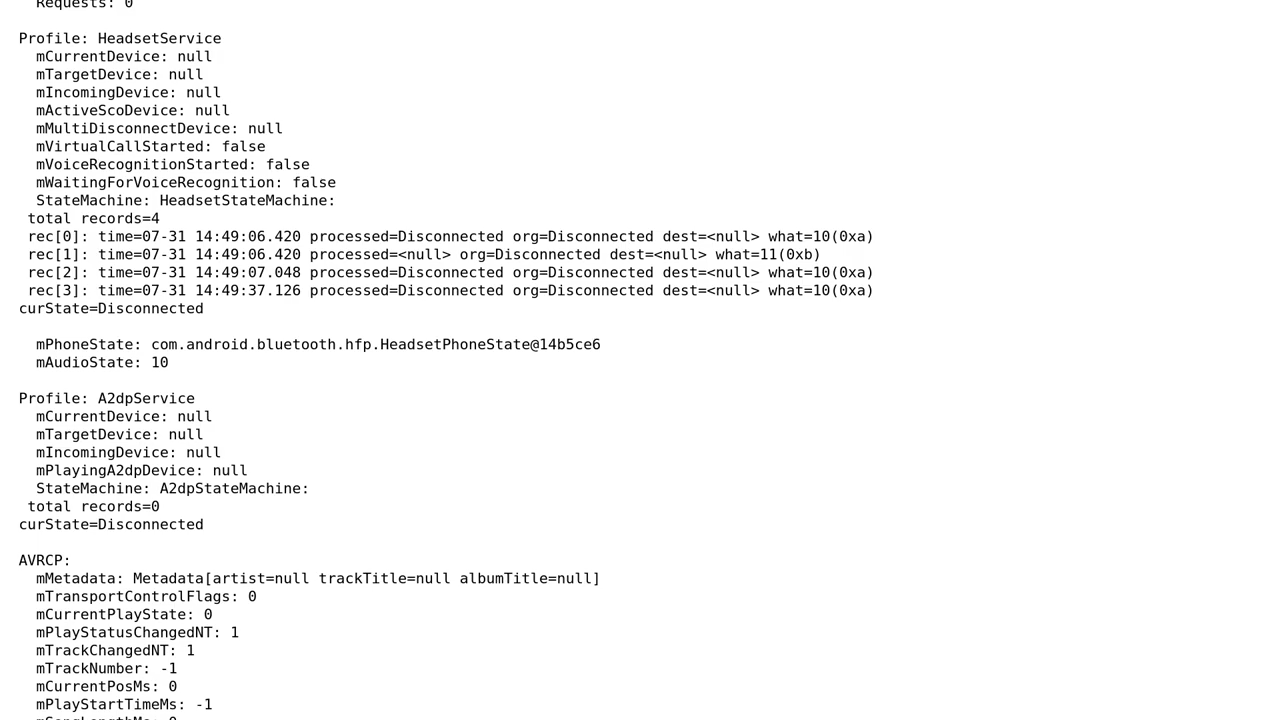 Requests: 0
Profile: HeadsetService
mCurrentDevice: null
mTargetDevice: null
mIncomingDevice: null
mActiveScoDevice: null
mMultiDisconnectDevice: null
mVirtualCallStarted: false
mVoiceRecognitionStarted: false
mWaitingForVoiceRecognition: false
StateMachine: HeadsetStateMachine:
total records=4
rec[0]: time=07-31 14:49:06.420 processed=Disconnected org=Disconnected dest=<null> what=10(0xa)
rec[1]: time=07-31 14:49:06.420 processed=<null> org=Disconnected dest=<null> what=11(0xb)
rec[2]: time=07-31 14:49:07.048 processed=Disconnected org=Disconnected dest=<null> what=10(0xa)
rec[3]: time=07-31 14:49:37.126 processed=Disconnected org=Disconnected dest=<null> what=10(0xa)
curState=Disconnected
mPhoneState: com.android.bluetooth.hfp.HeadsetPhoneState@14b5ce6
mAudioState: 10
Profile: A2dpService
mCurrentDevice: null
mTargetDevice: null
mIncomingDevice: null
mPlayingA2dpDevice: null
StateMachine: A2dpStateMachine:
total records=0
curState=Disconnected
AVRCP:
mMetadata: Metadata[artist=null trackTitle=null albumTitle=null]
mTransportControlFlags: 0
mCurrentPlayState: 0
mPlayStatusChangedNT: 1
mTrackChangedNT: 1
mTrackNumber: -1
mCurrentPosMs: 0
mPlayStartTimeMs: -1
mSongLengthMs: 0